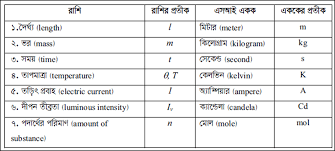 রাশি রাশির প্রতীক এসআই একক এককের প্রতীক
১.দৈর্ঘ্য (length) l মিটার (meter) m
২. ভর (mass) m কিলোগ্রাম (kilogram) kg
৩. সময় (time) t সেকেন্ড (second) s
৪. তাপমাত্রা (temperature) θ, T কেলভিন (kelvin) K
৫. তড়িৎ প্রবাহ (electric current) I অ্যাম্পিয়ার (ampere) A
৬. দীপন তীব্রতা (luminous intensity) Iᵥ ক্যান্ডেলা (candela) Cd
৭. পদার্থের পরিমাণ (amount of n মোল (mole) mol
substance)